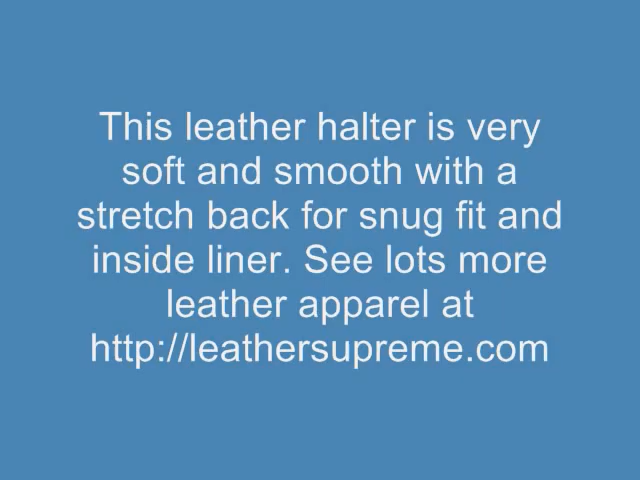 This leather halter is very
soft and smooth with a
stretch back for snug fit and
inside liner. See lots more
leather apparel at
http://leathersupreme.com